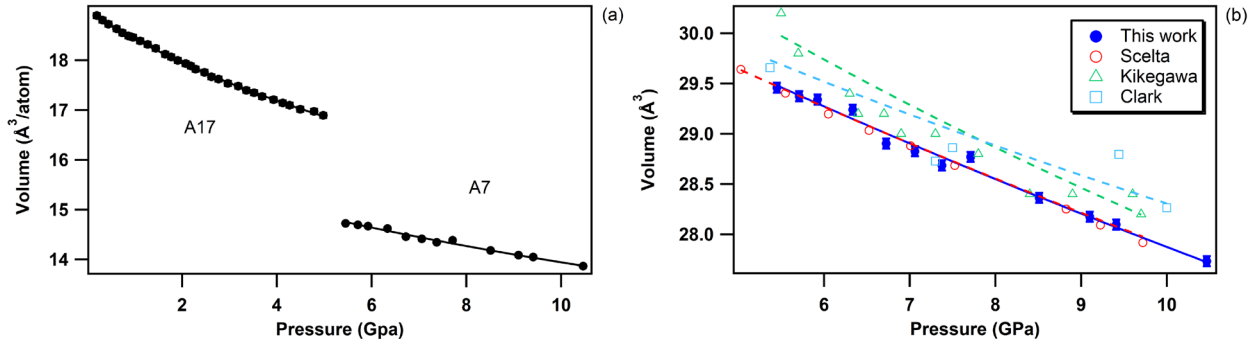 (a)
Volume (Å³/atom)
18
17
16
15
14
A17
A7
2
4
6
8
10
Pressure (Gpa)
(b)
Volume (Å³)
30.0
29.5
29.0
28.5
28.0
This work
Scelta
Kikegawa
Clark
6
7
8
9
10
Pressure (GPa)